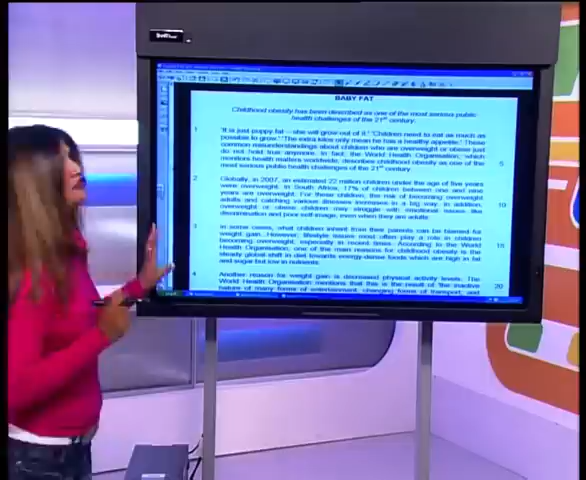 BABY FAT
Childhood obesity has been described as one of the most serious public
health challenges of the 21st century.
1 "It is just puppy fat – she will grow out of it." "Children need to eat as much as
possible to grow." "The extra kilos only mean he has a healthy appetite." These
common misunderstandings about children who are overweight or obese just
do not hold true anymore. In fact, the World Health Organisation, which 5
monitors health matters worldwide, describes childhood obesity as one of the
most serious public health challenges of the 21st century.
2 Globally, in 2007, an estimated 22 million children under the age of five years
were overweight. In South Africa, 17% of children between one and nine
years are overweight. For these children, the risk of becoming overweight 10
adults and catching various illnesses increases in a big way. In addition,
overweight or obese children may struggle with emotional issues like
discrimination and poor self-image, even when they are adults.
3 In some cases, what children inherit from their parents can be blamed for
weight gain. However, lifestyle issues most often play a role in children
becoming overweight, especially in recent times. According to the World 15
Health Organisation, one of the main reasons for childhood obesity is the
steady global shift in diet towards energy-dense foods which are high in fat
and sugar but low in nutrients.
4 Another reason for weight gain is decreased physical activity levels. The
World Health Organisation mentions that this is the result of "the inactive 20
nature of many forms of entertainment, changing forms of transport, and